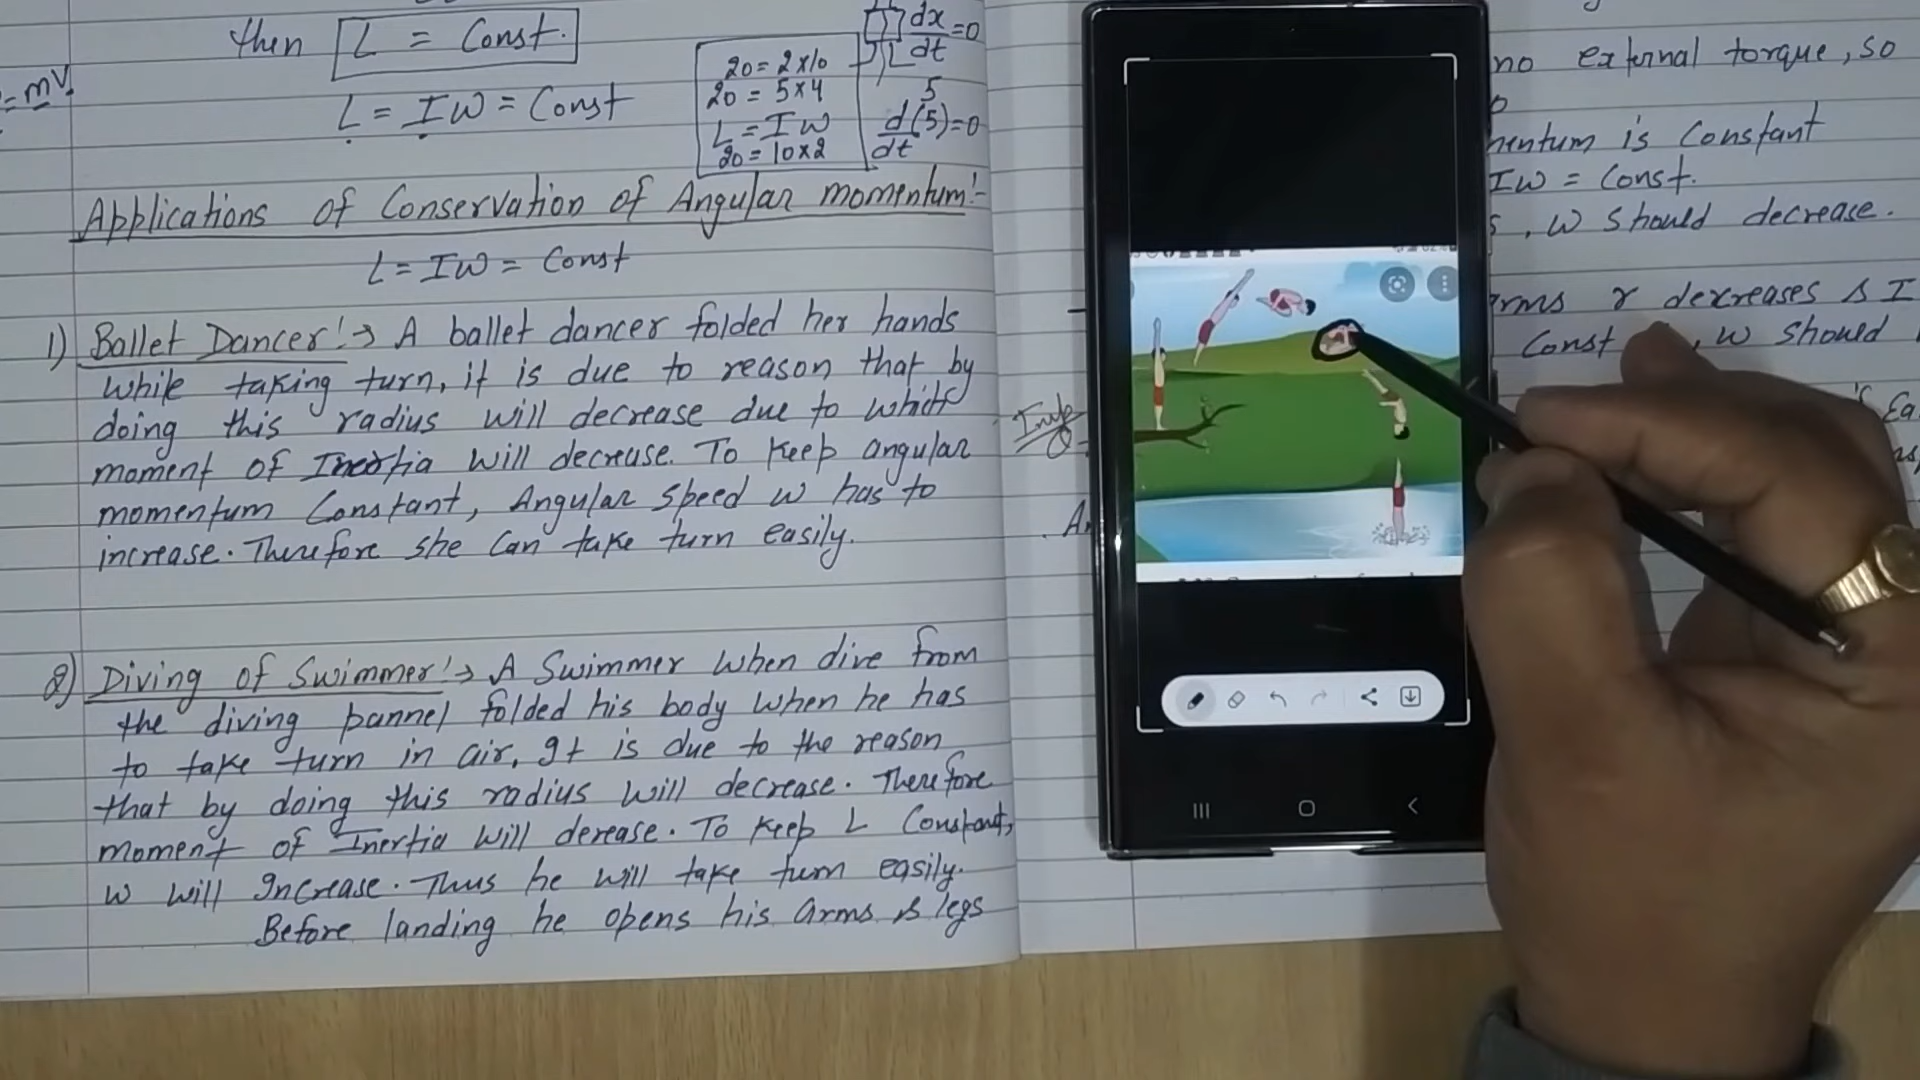 then L = Const.
= mV
L = Iω = Const
20 = 2×10
20 = 5×4
L = Iω
20 = 10×2
dx/dt = 0
5
d(5)/dt = 0
Applications of Conservation of Angular momentum:-
L = Iω = Const
1) Ballet Dancer:→ A ballet dancer folded her hands
while taking turn, it is due to reason that by
doing this radius will decrease due to which
moment of Inertia will decrease. To keep angular
momentum Constant, Angular speed ω has to
increase. Therefore she can take turn easily.
2) Diving of Swimmer:→ A Swimmer when dive from
the diving pannel folded his body when he has
to take turn in air, It is due to the reason
that by doing this radius will decrease. Therefore
moment of Inertia will derease. To keep L Constant,
ω will Increase. Thus he will take turn easily.
Before landing he opens his arms & legs
no external torque, so
mentum is Constant
Iω = Const.
, ω should decrease.
arms r decreases & I
Const , ω should
Imp
Q-